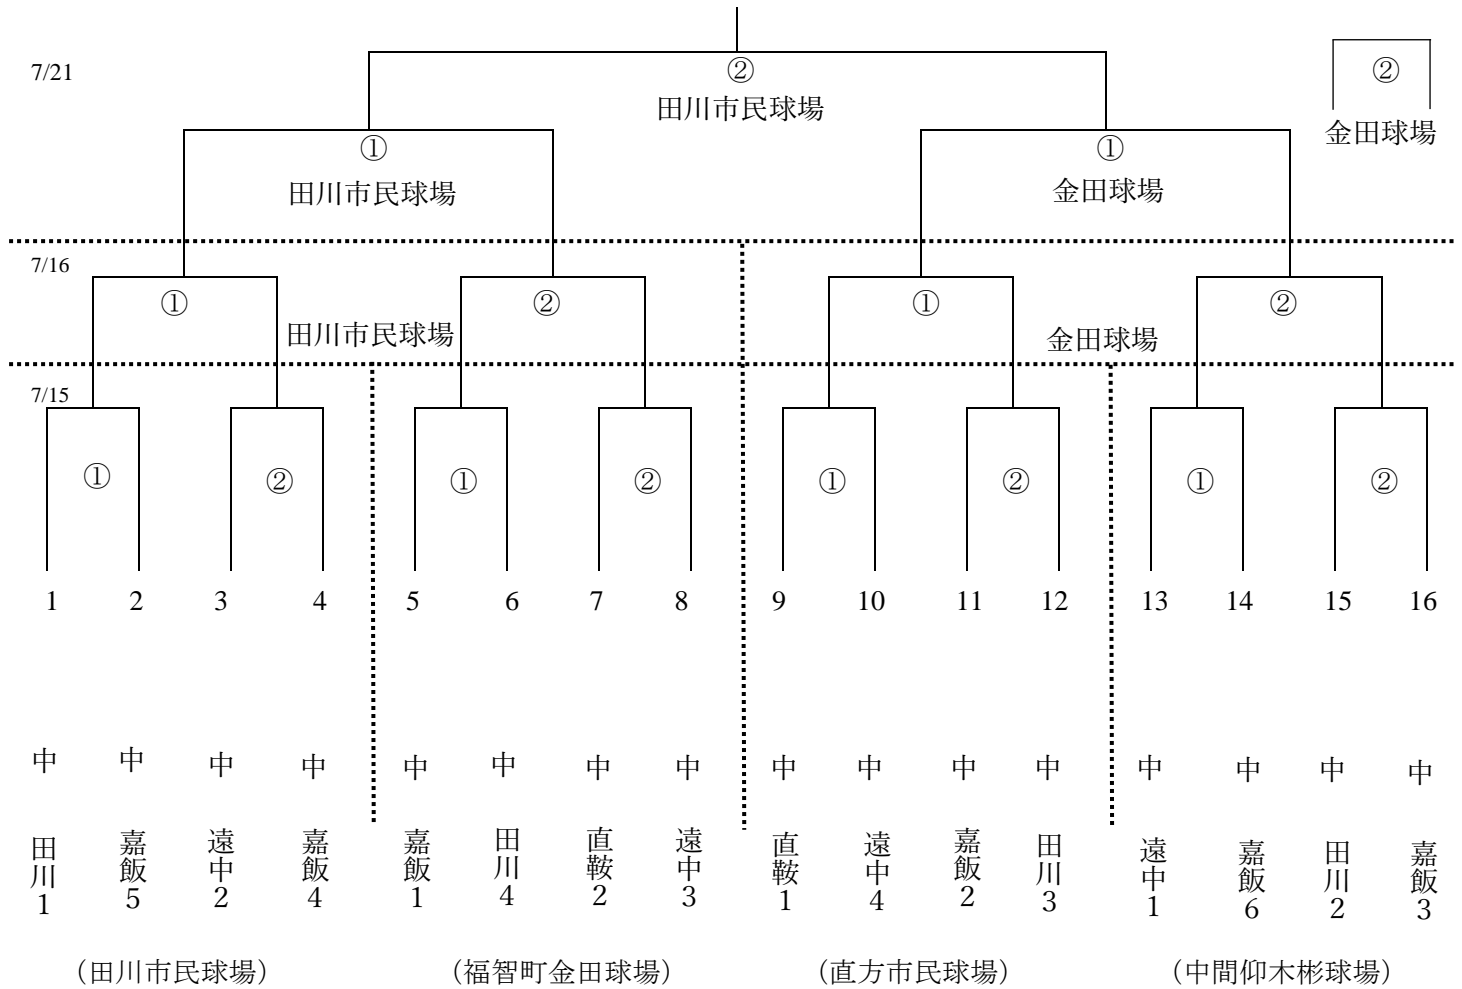 ②
7/21
②
田川市民球場
金田球場
①
①
田川市民球場
金田球場
7/16
①
②
①
②
田川市民球場
金田球場
7/15
①
②
①
②
①
②
①
②
1 2 3 4 5 6 7 8 9 10 11 12 13 14 15 16
中 中 中 中 中 中 中 中 中 中 中 中 中 中 中 中
田川1
嘉飯5
遠中2
嘉飯4
嘉飯1
田川4
直鞍2
遠中3
直鞍1
遠中4
嘉飯2
田川3
遠中1
嘉飯6
田川2
嘉飯3
（田川市民球場）
（福智町金田球場）
（直方市民球場）
（中間仰木彬球場）